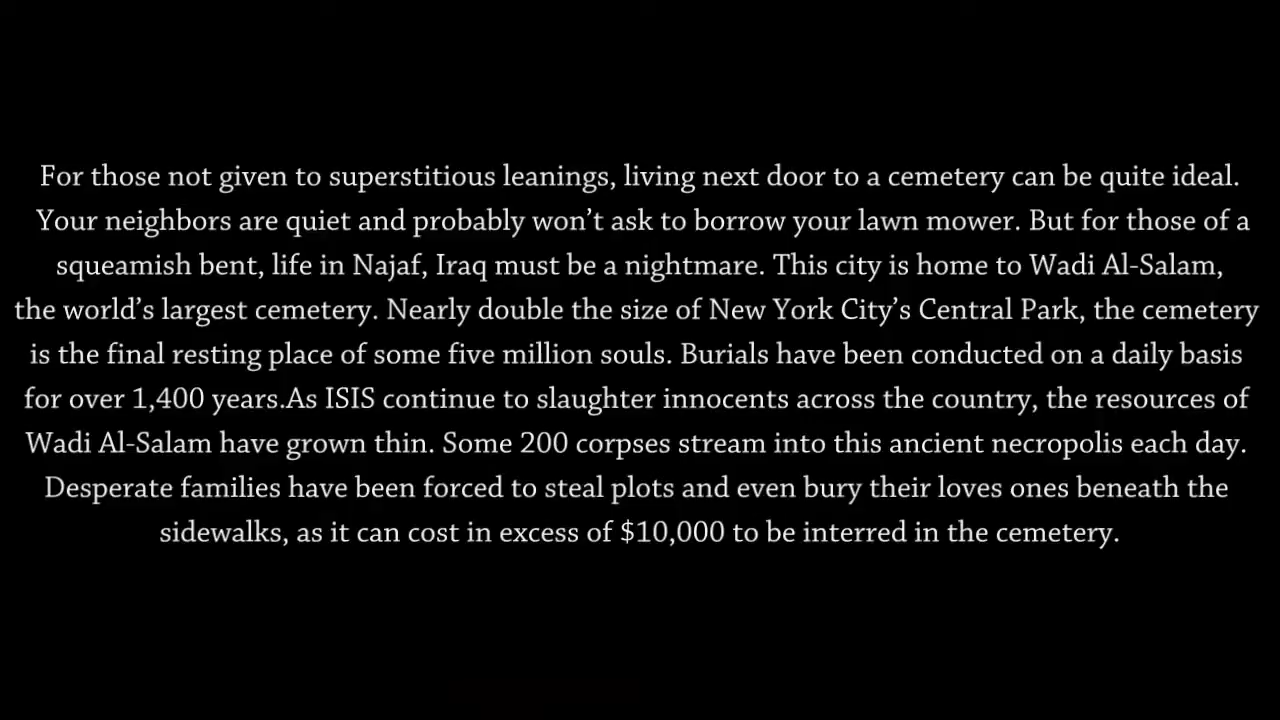 For those not given to superstitious leanings, living next door to a cemetery can be quite ideal.
Your neighbors are quiet and probably won’t ask to borrow your lawn mower. But for those of a
squeamish bent, life in Najaf, Iraq must be a nightmare. This city is home to Wadi Al-Salam,
the world’s largest cemetery. Nearly double the size of New York City’s Central Park, the cemetery
is the final resting place of some five million souls. Burials have been conducted on a daily basis
for over 1,400 years.As ISIS continue to slaughter innocents across the country, the resources of
Wadi Al-Salam have grown thin. Some 200 corpses stream into this ancient necropolis each day.
Desperate families have been forced to steal plots and even bury their loves ones beneath the
sidewalks, as it can cost in excess of $10,000 to be interred in the cemetery.